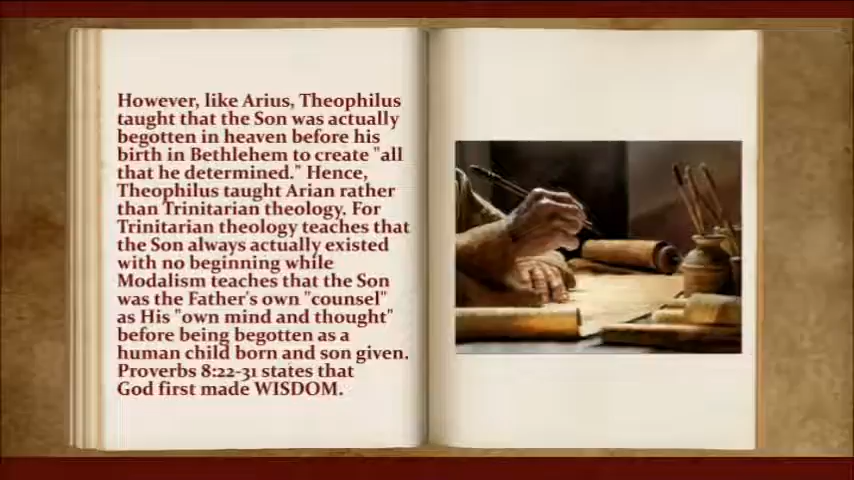 However, like Arius, Theophilus
taught that the Son was actually
begotten in heaven before his
birth in Bethlehem to create "all
that he determined." Hence,
Theophilus taught Arian rather
than Trinitarian theology. For
Trinitarian theology teaches that
the Son always actually existed
with no beginning while
Modalism teaches that the Son
was the Father's own "counsel"
as His "own mind and thought"
before being begotten as a
human child born and son given.
Proverbs 8:22-31 states that
God first made WISDOM.